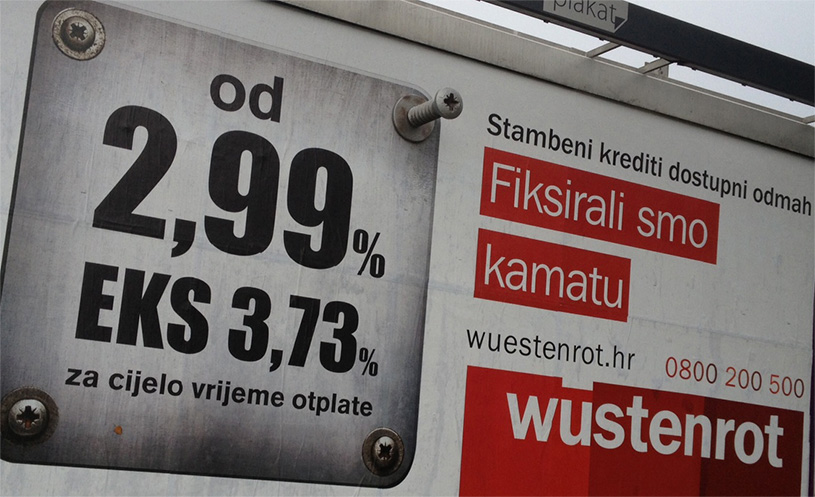 plakat
od
2,99%
EKS 3,73%
za cijelo vrijeme otplate
Stambeni krediti dostupni odmah
Fiksirali smo
kamatu
wuestenrot.hr 0800 200 500
wustenrot